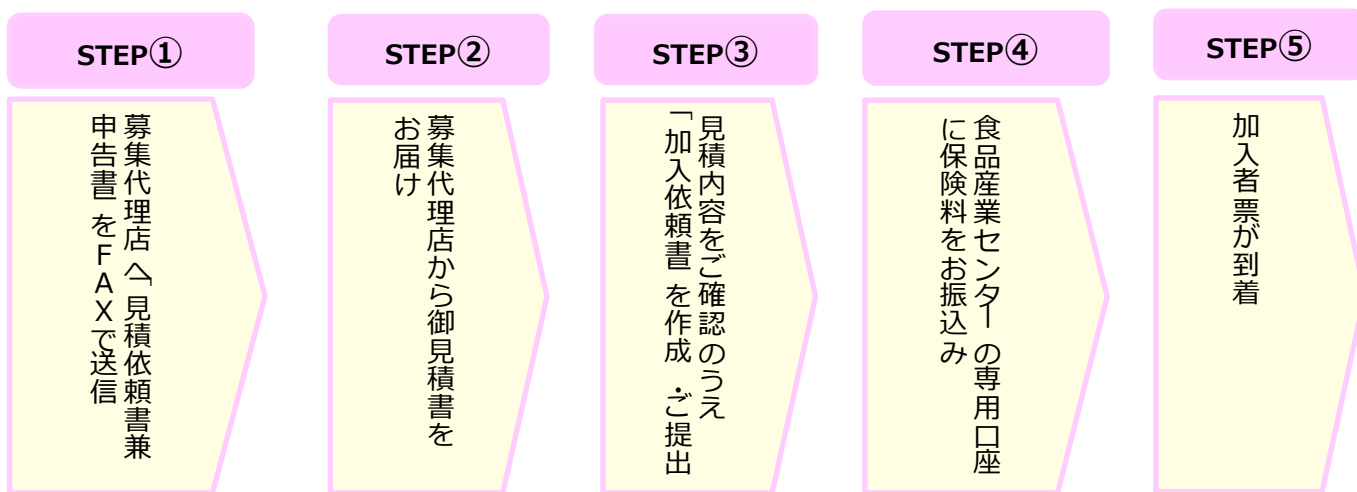 STEP①
募集代理店へ「見積依頼書兼
申告書」をFAXで送信
STEP②
募集代理店から御見積書を
お届け
STEP③
見積内容をご確認のうえ
「加入依頼書」を作成・ご提出
STEP④
食品産業センターの専用口座
に保険料をお振込み
STEP⑤
加入者票が到着